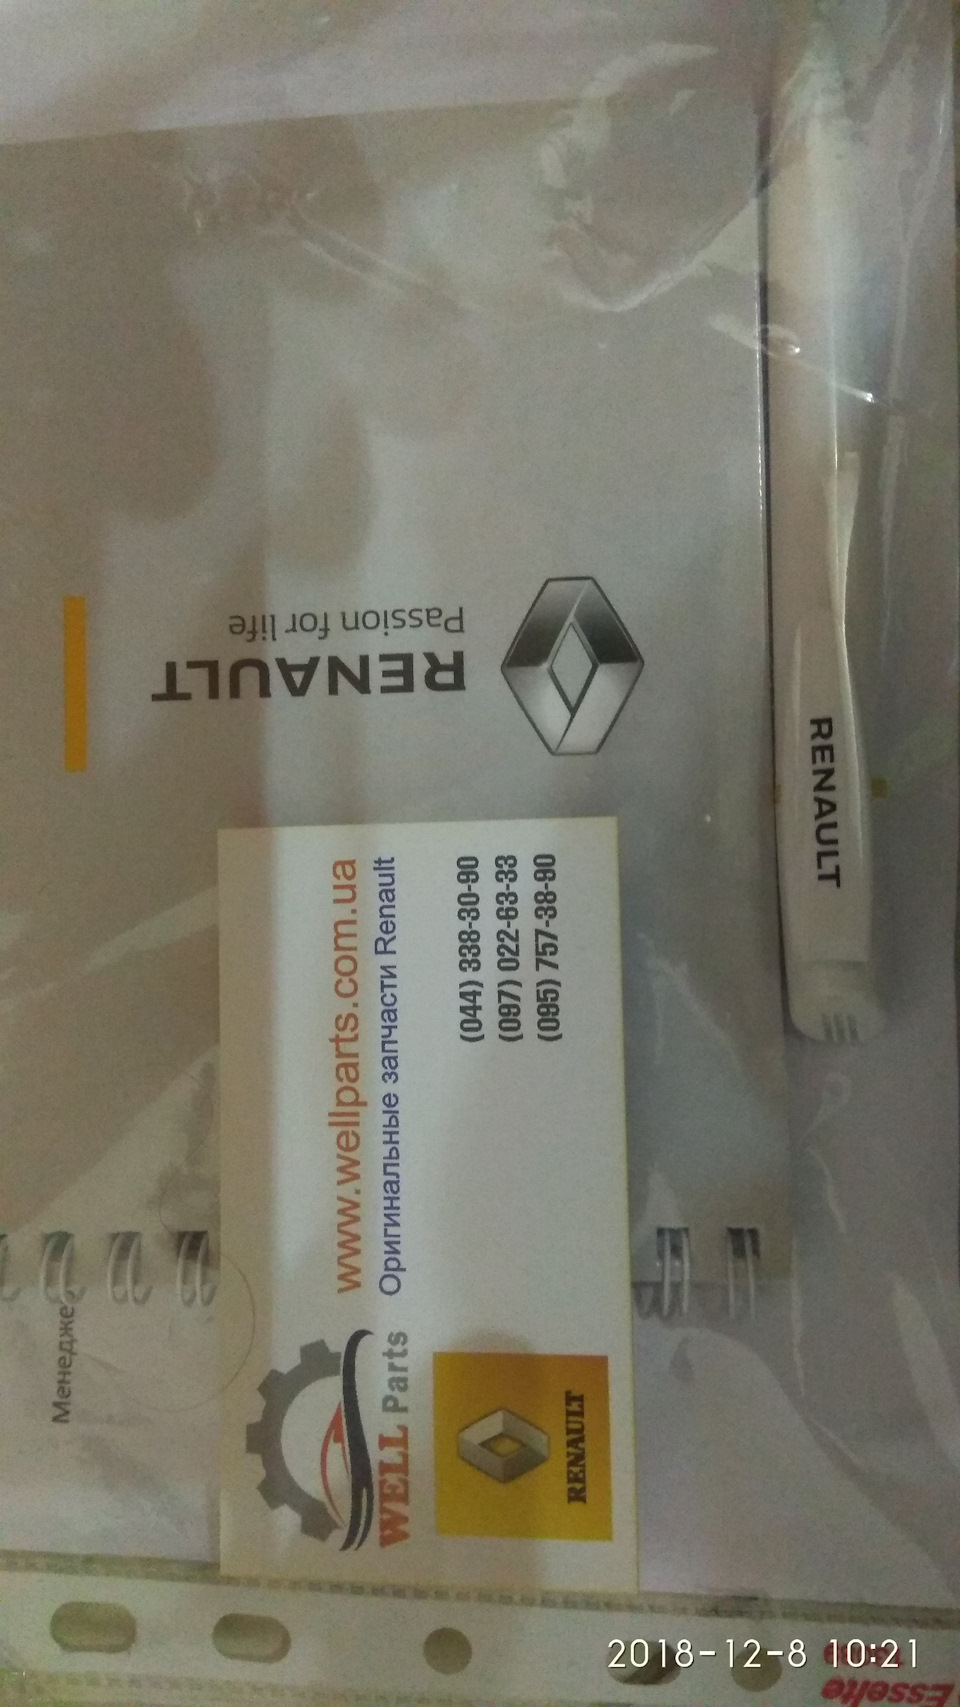 RENAULT
Passion for life
RENAULT
www.wellparts.com.ua
Оригинальные запчасти Renault
(044) 338-30-90
(097) 022-63-33
(095) 757-38-90
WELL Parts
RENAULT
Менедже
2018-12-8 10:21
Esselte